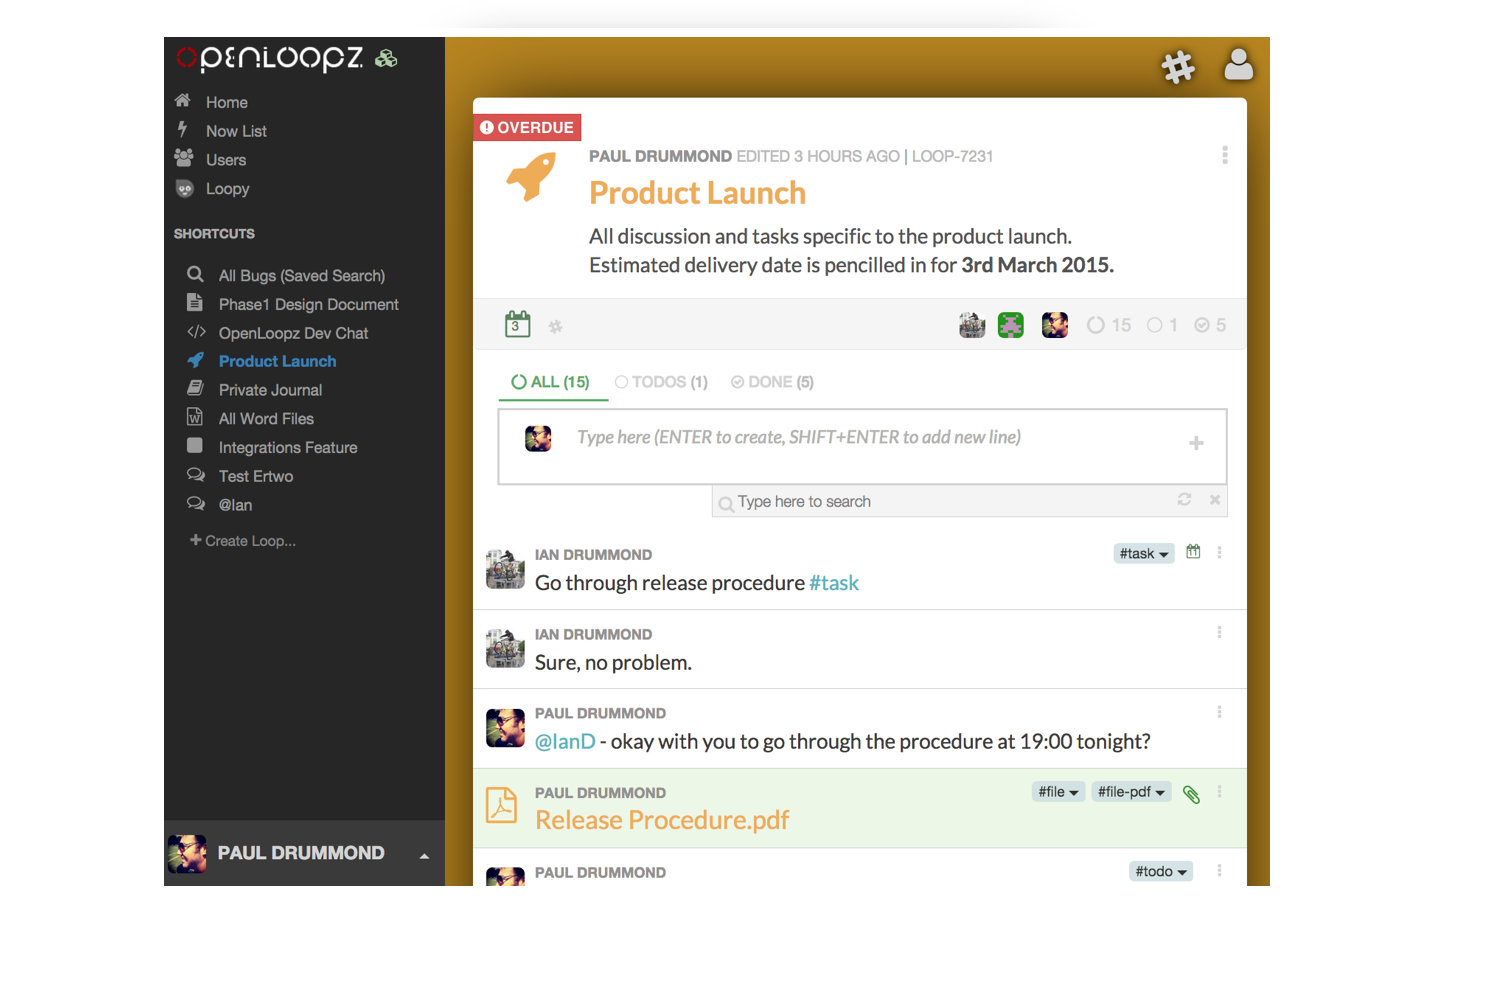 OPENLOOPZ
Home
Now List
Users
Loopy
SHORTCUTS
All Bugs (Saved Search)
Phase1 Design Document
OpenLoopz Dev Chat
Product Launch
Private Journal
All Word Files
Integrations Feature
Test Ertwo
@Ian
Create Loop...
PAUL DRUMMOND
OVERDUE
PAUL DRUMMOND EDITED 3 HOURS AGO | LOOP-7231
Product Launch
All discussion and tasks specific to the product launch.
Estimated delivery date is pencilled in for 3rd March 2015.
3 15 1 5
ALL (15) TODOS (1) DONE (5)
Type here (ENTER to create, SHIFT+ENTER to add new line)
Type here to search
IAN DRUMMOND #task 11
Go through release procedure #task
IAN DRUMMOND
Sure, no problem.
PAUL DRUMMOND
@IanD - okay with you to go through the procedure at 19:00 tonight?
PAUL DRUMMOND #file #file-pdf
Release Procedure.pdf
PAUL DRUMMOND #todo